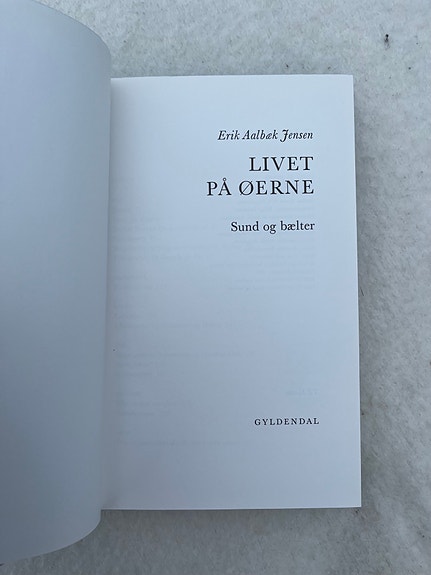 Erik Aalbæk Jensen
LIVET
PÅ ØERNE
Sund og bælter
GYLDENDAL